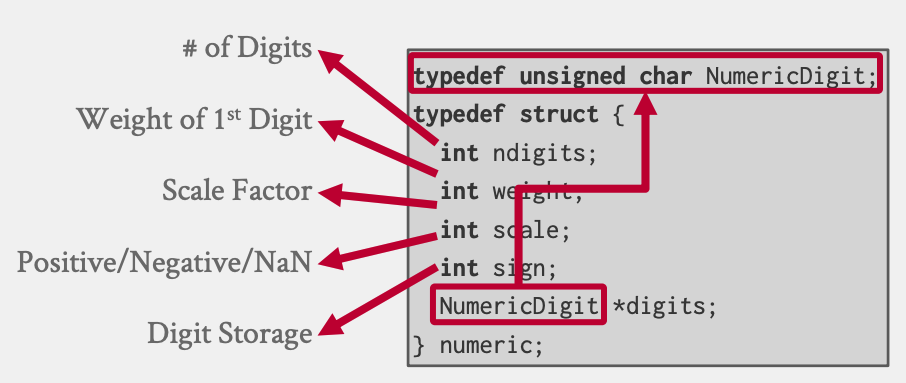 # of Digits
Weight of 1st Digit
Scale Factor
Positive/Negative/NaN
Digit Storage
typedef unsigned char NumericDigit;
typedef struct {
int ndigits;
int weight;
int scale;
int sign;
NumericDigit *digits;
} numeric;